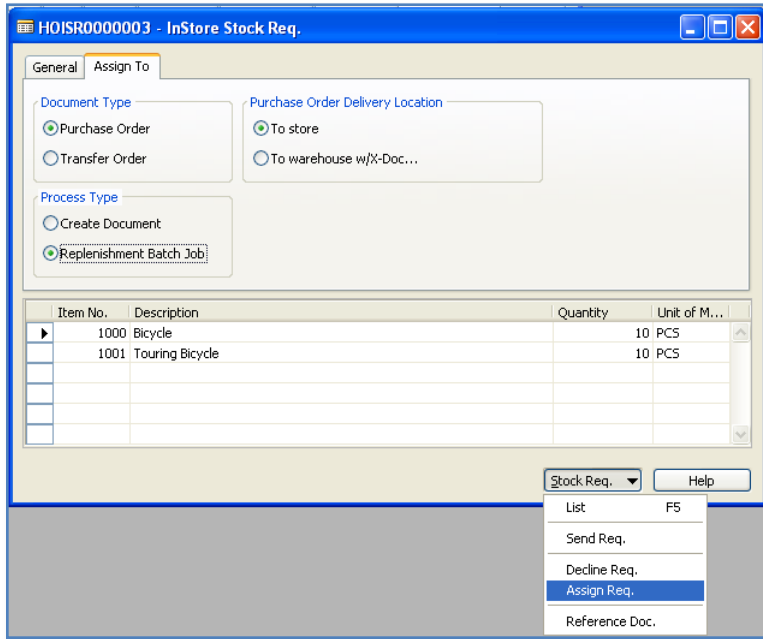 HOISR0000003 - InStore Stock Req.
General Assign To
Document Type
Purchase Order
Transfer Order
Purchase Order Delivery Location
To store
To warehouse w/X-Doc...
Process Type
Create Document
Replenishment Batch Job
Item No. Description Quantity Unit of M...
1000 Bicycle 10 PCS
1001 Touring Bicycle 10 PCS
Stock Req. Help
List F5
Send Req.
Decline Req.
Assign Req.
Reference Doc.